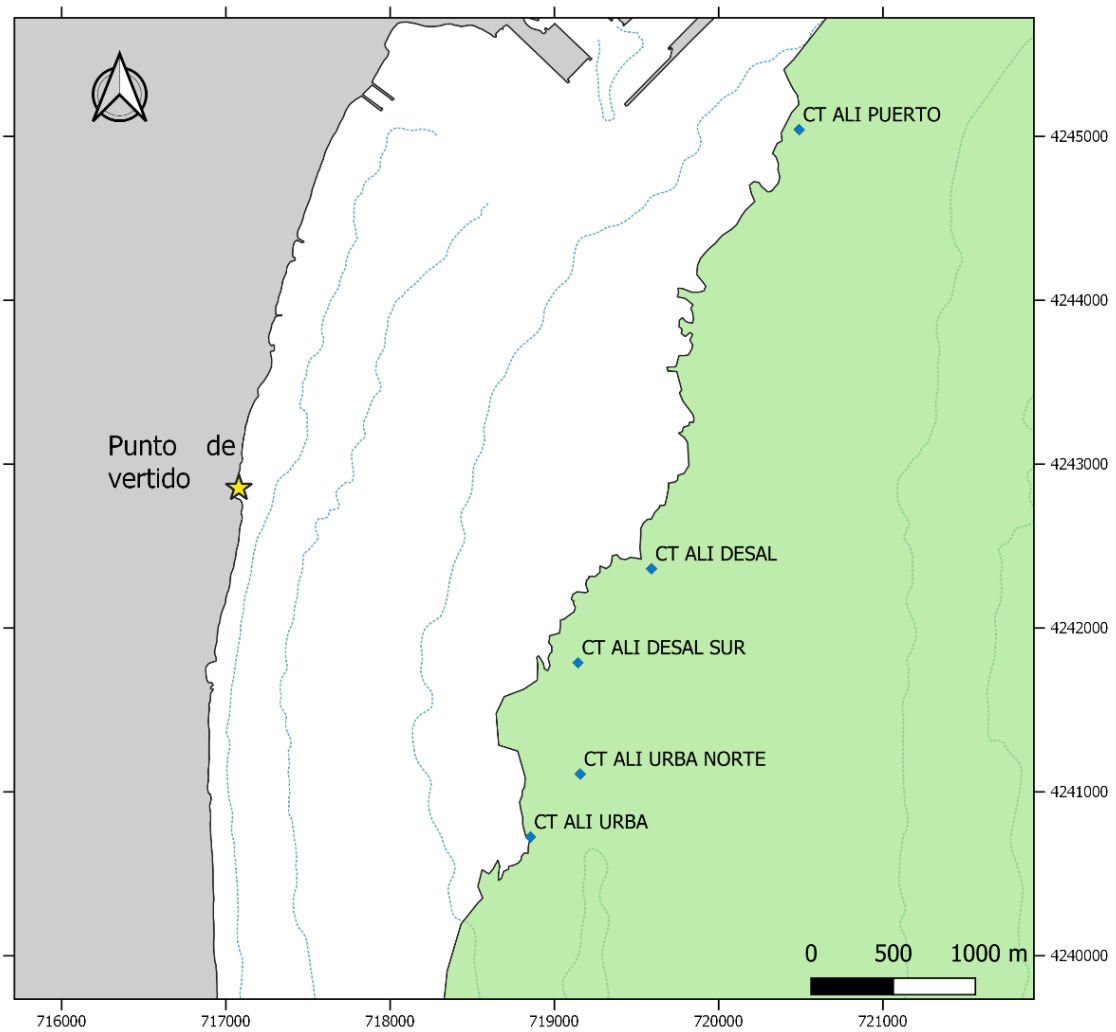 CT ALI PUERTO
4245000
4244000
Punto de
vertido
4243000
CT ALI DESAL
4242000
CT ALI DESAL SUR
CT ALI URBA NORTE
4241000
CT ALI URBA
0 500 1000 m
4240000
716000 717000 718000 719000 720000 721000